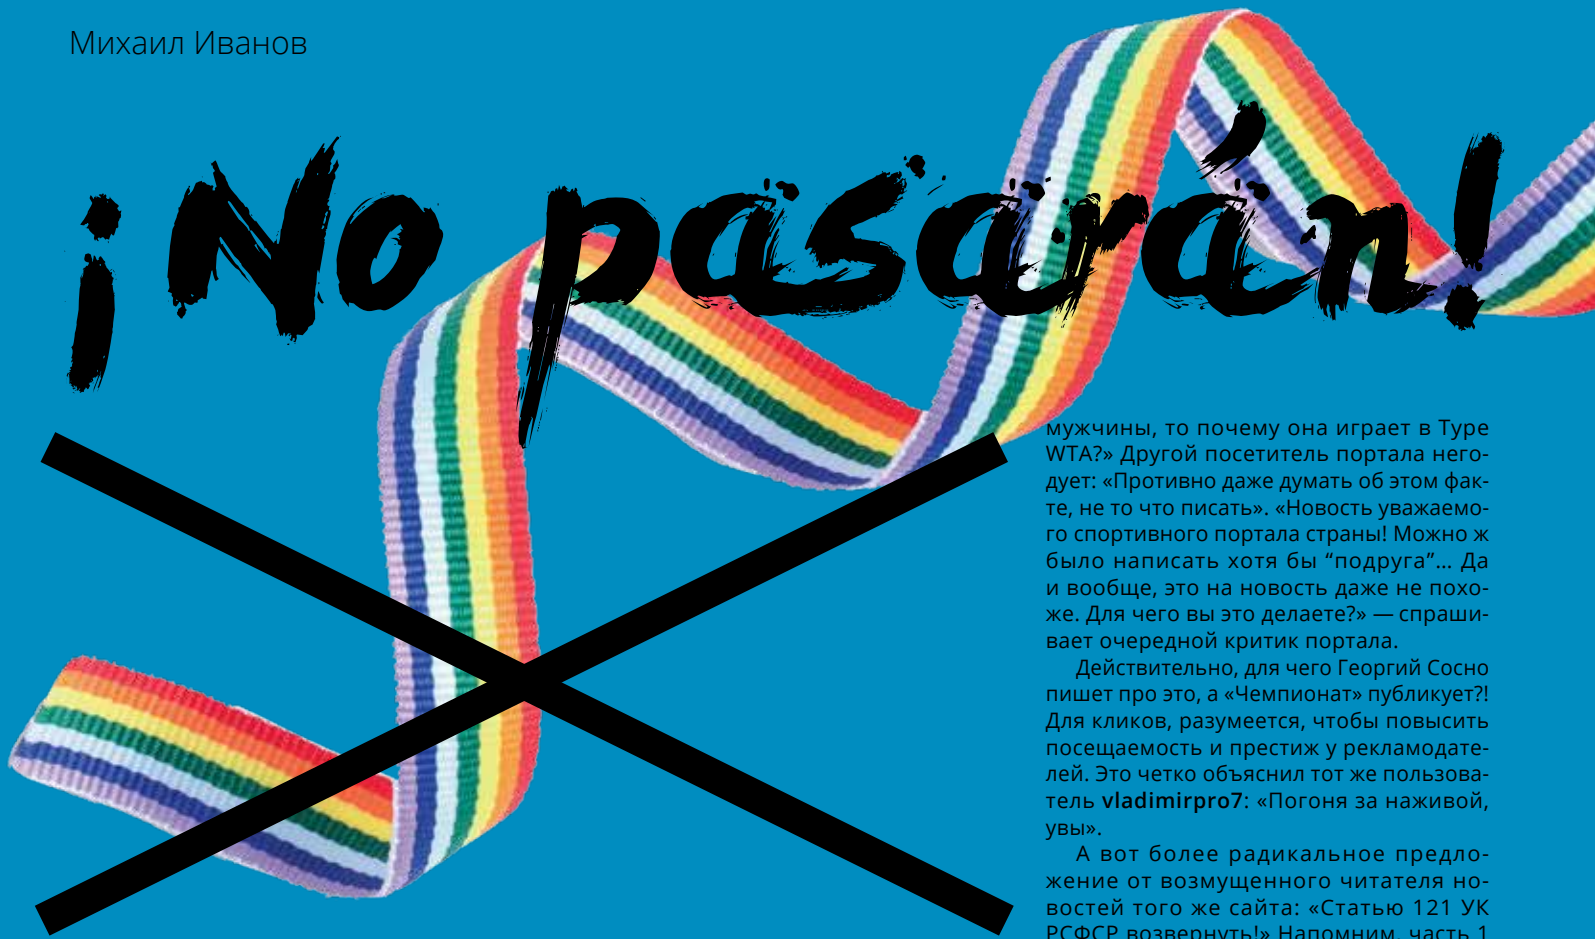 Михаил Иванов
¡No pasarán!
мужчины, то почему она играет в Туре
WTA?» Другой посетитель портала него-
дует: «Противно даже думать об этом фак-
те, не то что писать». «Новость уважаемо-
го спортивного портала страны! Можно ж
было написать хотя бы “подруга”… Да
и вообще, это на новость даже не похо-
же. Для чего вы это делаете?» — спраши-
вает очередной критик портала.
Действительно, для чего Георгий Сосно
пишет про это, а «Чемпионат» публикует?!
Для кликов, разумеется, чтобы повысить
посещаемость и престиж у рекламодате-
лей. Это четко объяснил тот же пользова-
тель vladimirpro7: «Погоня за наживой,
увы».
А вот более радикальное предло-
жение от возмущенного читателя но-
востей того же сайта: «Статью 121 УК
РСФСР возвернуть!» Напомним, часть 1